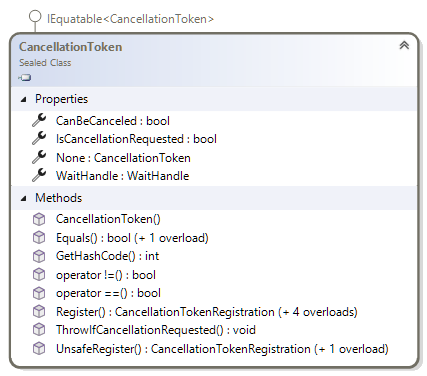 IEquatable<CancellationToken>
CancellationToken
Sealed Class
Properties
CanBeCanceled : bool
IsCancellationRequested : bool
None : CancellationToken
WaitHandle : WaitHandle
Methods
CancellationToken()
Equals() : bool (+ 1 overload)
GetHashCode() : int
operator !=() : bool
operator ==() : bool
Register() : CancellationTokenRegistration (+ 4 overloads)
ThrowIfCancellationRequested() : void
UnsafeRegister() : CancellationTokenRegistration (+ 1 overload)